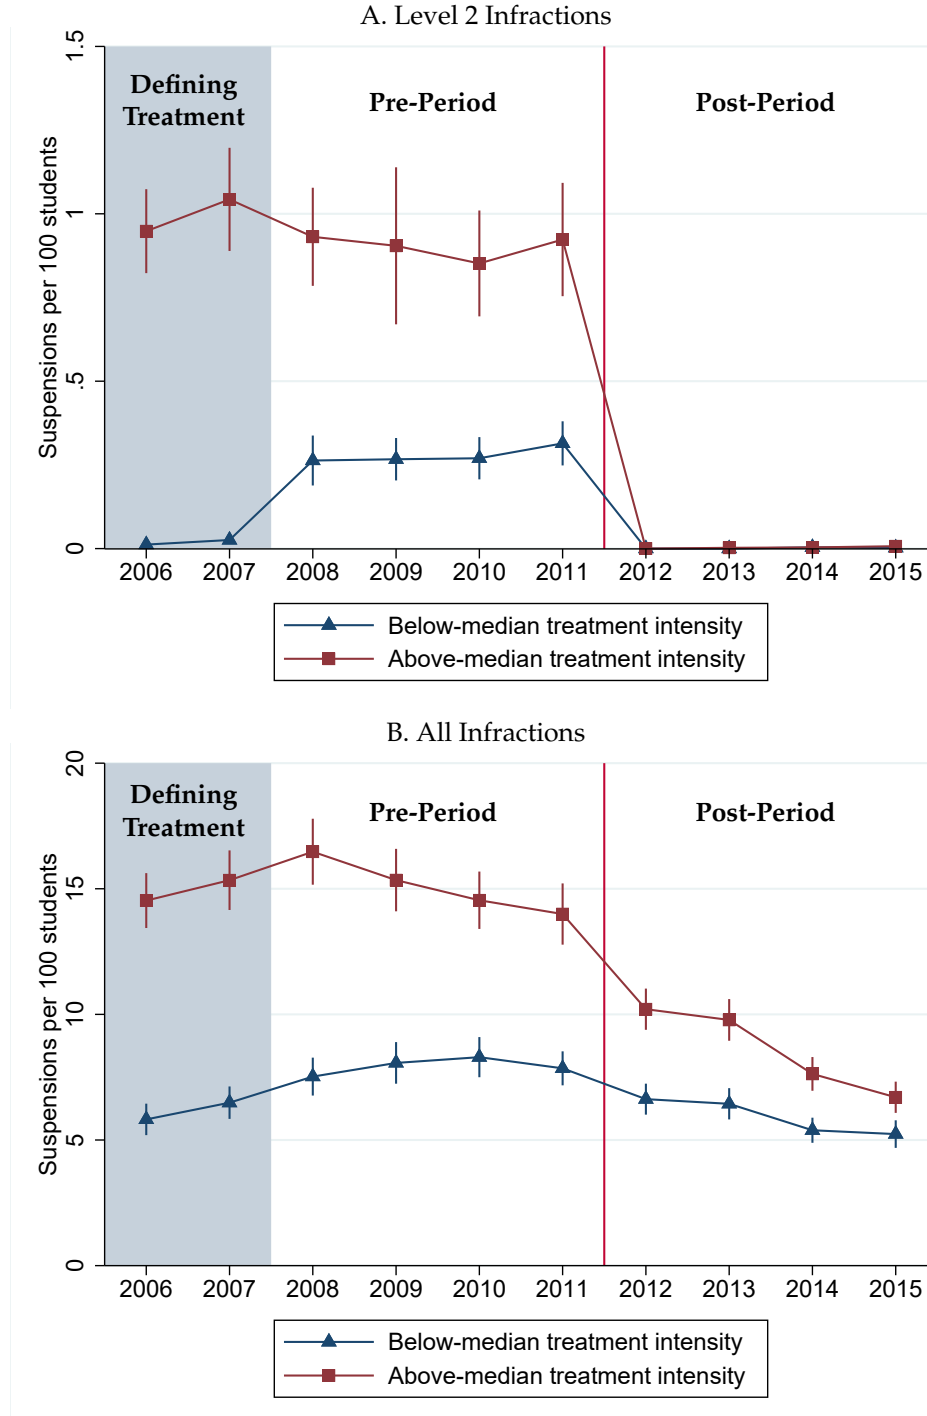 A. Level 2 Infractions
Suspensions per 100 students
1.5
1
.5
0
Defining
Treatment
Pre-Period
Post-Period
2006 2007 2008 2009 2010 2011 2012 2013 2014 2015
Below-median treatment intensity
Above-median treatment intensity
B. All Infractions
Suspensions per 100 students
20
15
10
5
0
Defining
Treatment
Pre-Period
Post-Period
2006 2007 2008 2009 2010 2011 2012 2013 2014 2015
Below-median treatment intensity
Above-median treatment intensity